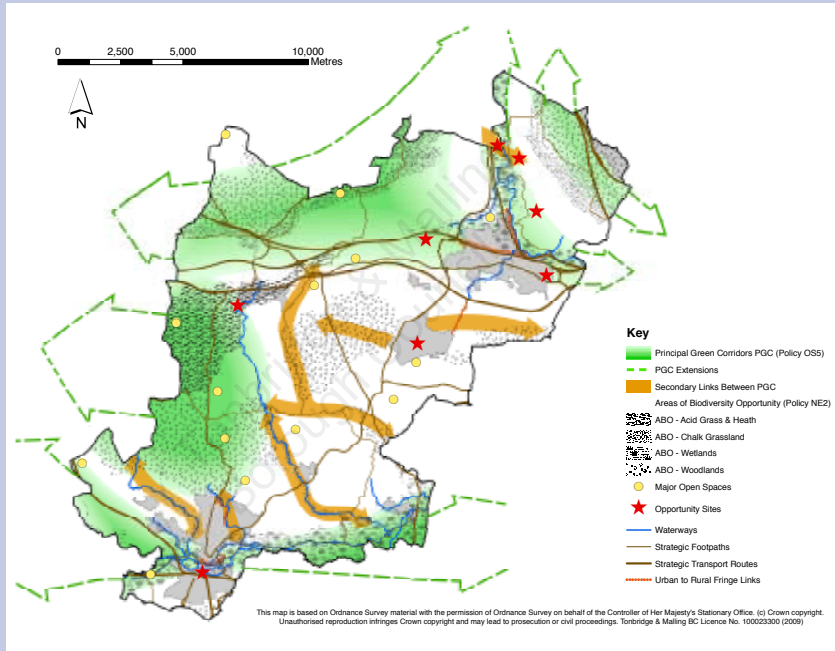 0 2,500 5,000 10,000
Metres
N
Key
Principal Green Corridors PGC (Policy OS5)
PGC Extensions
Secondary Links Between PGC
Areas of Biodiversity Opportunity (Policy NE2)
ABO - Acid Grass & Heath
ABO - Chalk Grassland
ABO - Wetlands
ABO - Woodlands
Major Open Spaces
Opportunity Sites
Waterways
Strategic Footpaths
Strategic Transport Routes
Urban to Rural Fringe Links
This map is based on Ordnance Survey material with the permission of Ordnance Survey on behalf of the Controller of Her Majesty's Stationary Office. (c) Crown copyright.
Unauthorised reproduction infringes Crown copyright and may lead to prosecution or civil proceedings. Tonbridge & Malling BC Licence No. 100023300 (2009)